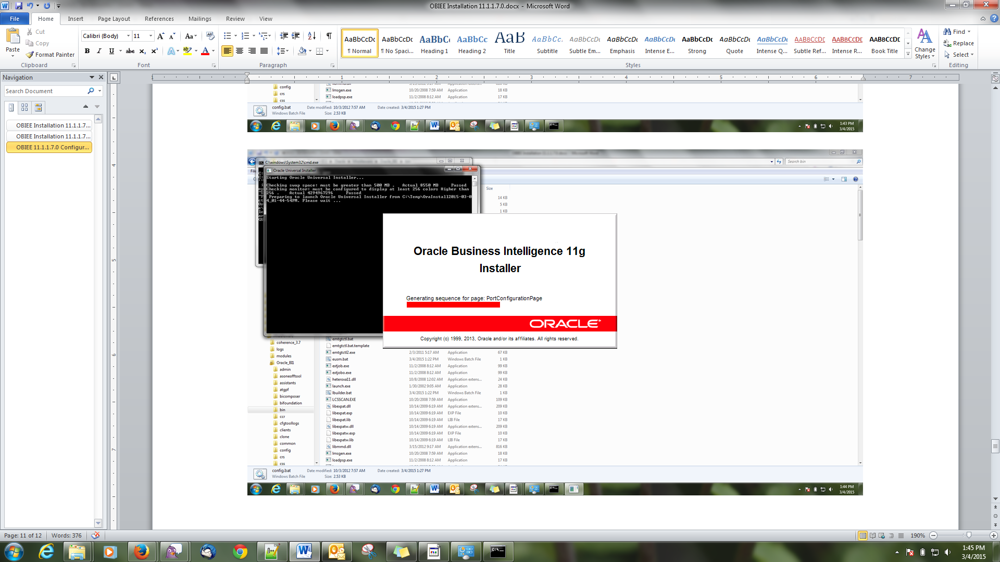 OBIEE Installation 11.1.1.7.0.docx - Microsoft Word
File
Home
Insert
Page Layout
References
Mailings
Review
View
Paste
Cut
Copy
Format Painter
Clipboard
Calibri (Body)
11
Font
Paragraph
AaBbCcDc
¶ Normal
AaBbCcDc
¶ No Spaci...
AaBbC
Heading 1
AaBbCc
Heading 2
AaB
Title
AaBbCc.
Subtitle
AaBbCcDc
Subtle Em...
AaBbCcDc
Emphasis
AaBbCcDc
Intense E...
AaBbCcDc
Strong
AaBbCcDc
Quote
AaBbCcDc
Intense Q...
AABBCCDE
Subtle Ref...
AABBCCDE
Intense R...
AABBCCDE
Book Title
Styles
Change
Styles
Find
Replace
Select
Editing
Navigation
Search Document
OBIEE Installation 11.1.1.7...
OBIEE Installation 11.1.1.7...
OBIEE 11.1.1.7.0 Configur...
config
crs
css
lmsgen.exe 10/20/2008 7:59 AM Application 18 KB
loadpsp.exe 11/2/2008 8:12 AM Application 17 KB
config.bat Date modified: 10/3/2012 7:57 AM Date created: 3/4/2015 1:27 PM
Windows Batch File Size: 2.53 KB
1:43 PM
3/4/2015
C:\windows\System32\cmd.exe
Search bin
Oracle Universal Installer
Starting Oracle Universal Installer...
Checking swap space: must be greater than 500 MB . Actual 8550 MB Passed
Checking monitor: must be configured to display at least 256 colors Higher than
256 . Actual 4294967296 Passed
Preparing to launch Oracle Universal Installer from C:\Temp\OraInstall2015-03-0
4_01-44-54PM. Please wait ...
Size
14 KB
5 KB
1 KB
Oracle Business Intelligence 11g
Installer
Generating sequence for page: PortConfigurationPage
ORACLE
Copyright (c) 1999, 2013, Oracle and/or its affiliates. All rights reserved.
coherence_3.7
logs
modules
Oracle_BI1
admin
asoneofftool
assistants
atgpf
bicomposer
bifoundation
bin
ccr
cfgtoollogs
clients
clone
common
config
crs
css
emtgtctl.bat
emtgtctl.bat.template
emtgtctl2.exe 2/3/2011 5:17 AM Application 67 KB
eusm.bat 3/4/2015 1:22 PM Windows Batch File 1 KB
extjob.exe 11/2/2008 8:12 AM Application 99 KB
extjobo.exe 11/2/2008 8:12 AM Application 99 KB
heteroxa11.dll 10/8/2008 12:02 AM Application extens... 24 KB
launch.exe 1/30/2002 9:05 AM Application 28 KB
lbuilder.bat 3/4/2015 1:22 PM Windows Batch File 1 KB
LCSSCAN.EXE 10/20/2008 7:59 AM Application 109 KB
libexpat.dll 10/14/2009 6:19 AM Application extens... 209 KB
libexpat.exp 10/14/2009 6:19 AM EXP File 10 KB
libexpat.lib 10/14/2009 6:19 AM LIB File 17 KB
libexpatw.dll 10/14/2009 6:19 AM Application extens... 209 KB
libexpatw.exp 10/14/2009 6:19 AM EXP File 10 KB
libexpatw.lib 10/14/2009 6:19 AM LIB File 17 KB
libmmd.dll 3/15/2012 9:17 AM Application extens... 816 KB
lmsgen.exe 10/20/2008 7:59 AM Application 18 KB
loadpsp.exe 11/2/2008 8:12 AM Application 17 KB
config.bat Date modified: 10/3/2012 7:57 AM Date created: 3/4/2015 1:27 PM
Windows Batch File Size: 2.53 KB
1:44 PM
3/4/2015
Page: 11 of 12
Words: 376
190%
1:45 PM
3/4/2015